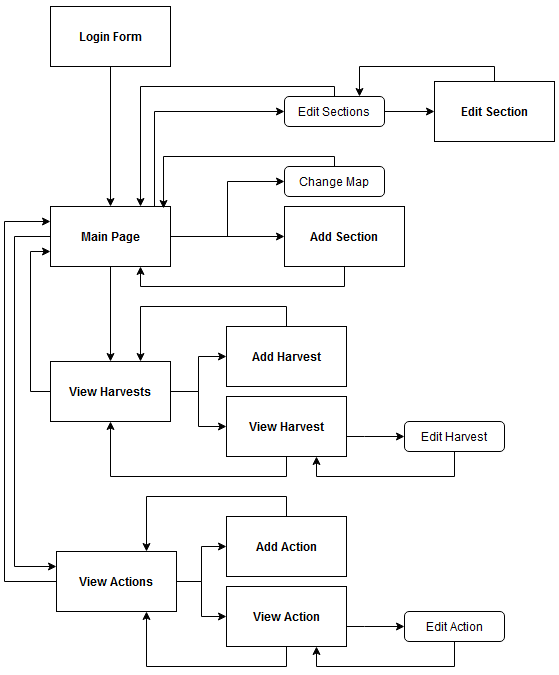 Login Form
Edit Sections
Edit Section
Change Map
Main Page
Add Section
Add Harvest
View Harvests
View Harvest
Edit Harvest
Add Action
View Actions
View Action
Edit Action